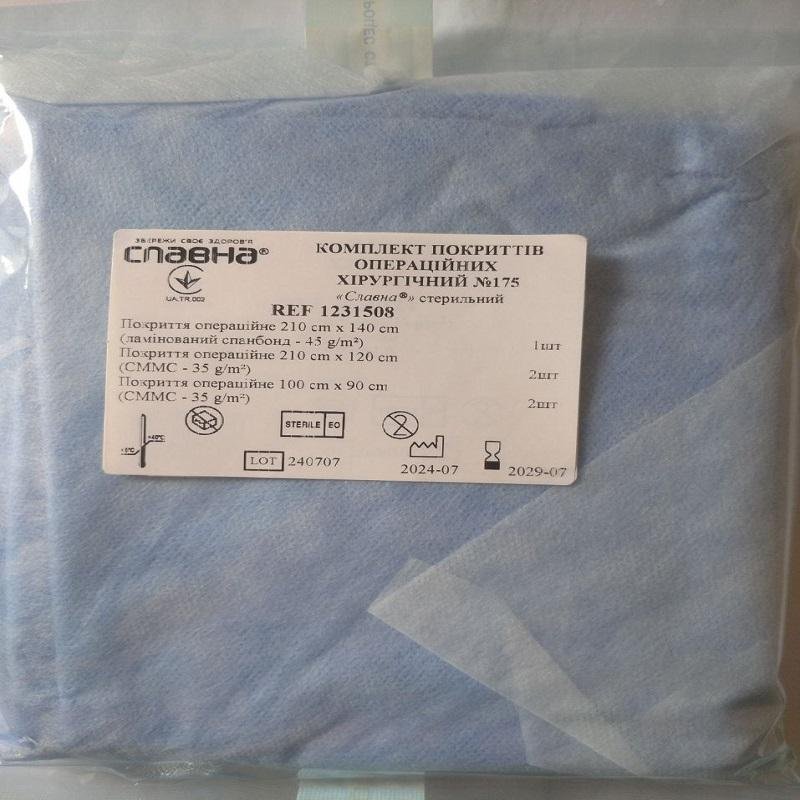 ЗБЕРЕЖИ СВОЄ ЗДОРОВ'Я
СЛАВНА®
UA.TR.002
КОМПЛЕКТ ПОКРИТТІВ
ОПЕРАЦІЙНИХ
ХІРУРГІЧНИЙ №175
«Славна®» стерильний
REF 1231508
Покриття операційне 210 cm x 140 cm
(ламінований спанбонд - 45 g/m²) 1шт
Покриття операційне 210 cm x 120 cm
(СММС - 35 g/m²) 2шт
Покриття операційне 100 cm x 90 cm
(СММС - 35 g/m²) 2шт
STERILE EO
2
LOT 240707
2024-07
2029-07